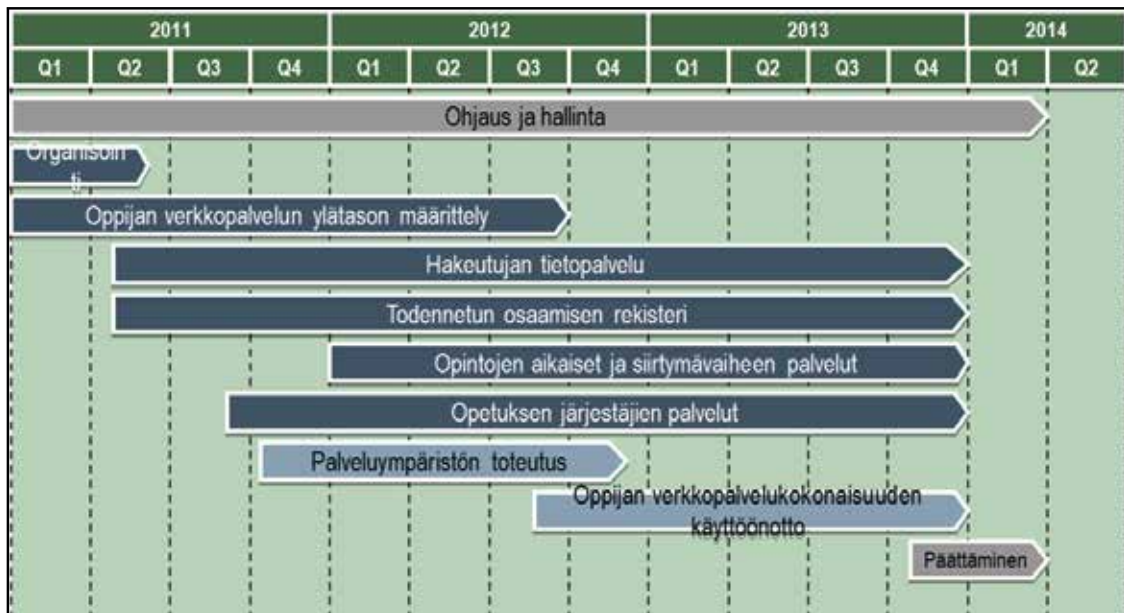 2011 2012 2013 2014
Q1 Q2 Q3 Q4 Q1 Q2 Q3 Q4 Q1 Q2 Q3 Q4 Q1 Q2
Ohjaus ja hallinta
Organisoin
ti
Oppijan verkkopalvelun ylätason määrittely
Hakeutujan tietopalvelu
Todennetun osaamisen rekisteri
Opintojen aikaiset ja siirtymävaiheen palvelut
Opetuksen järjestäjien palvelut
Palveluympäristön toteutus
Oppijan verkkopalvelukokonaisuuden
käyttöönotto
Päättäminen